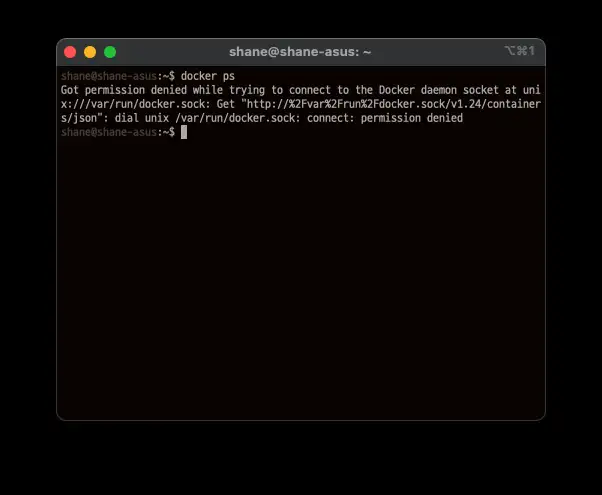 shane@shane-asus: ~
⌥⌘1
shane@shane-asus:~$ docker ps
Got permission denied while trying to connect to the Docker daemon socket at uni
x:///var/run/docker.sock: Get "http://%2Fvar%2Frun%2Fdocker.sock/v1.24/container
s/json": dial unix /var/run/docker.sock: connect: permission denied
shane@shane-asus:~$